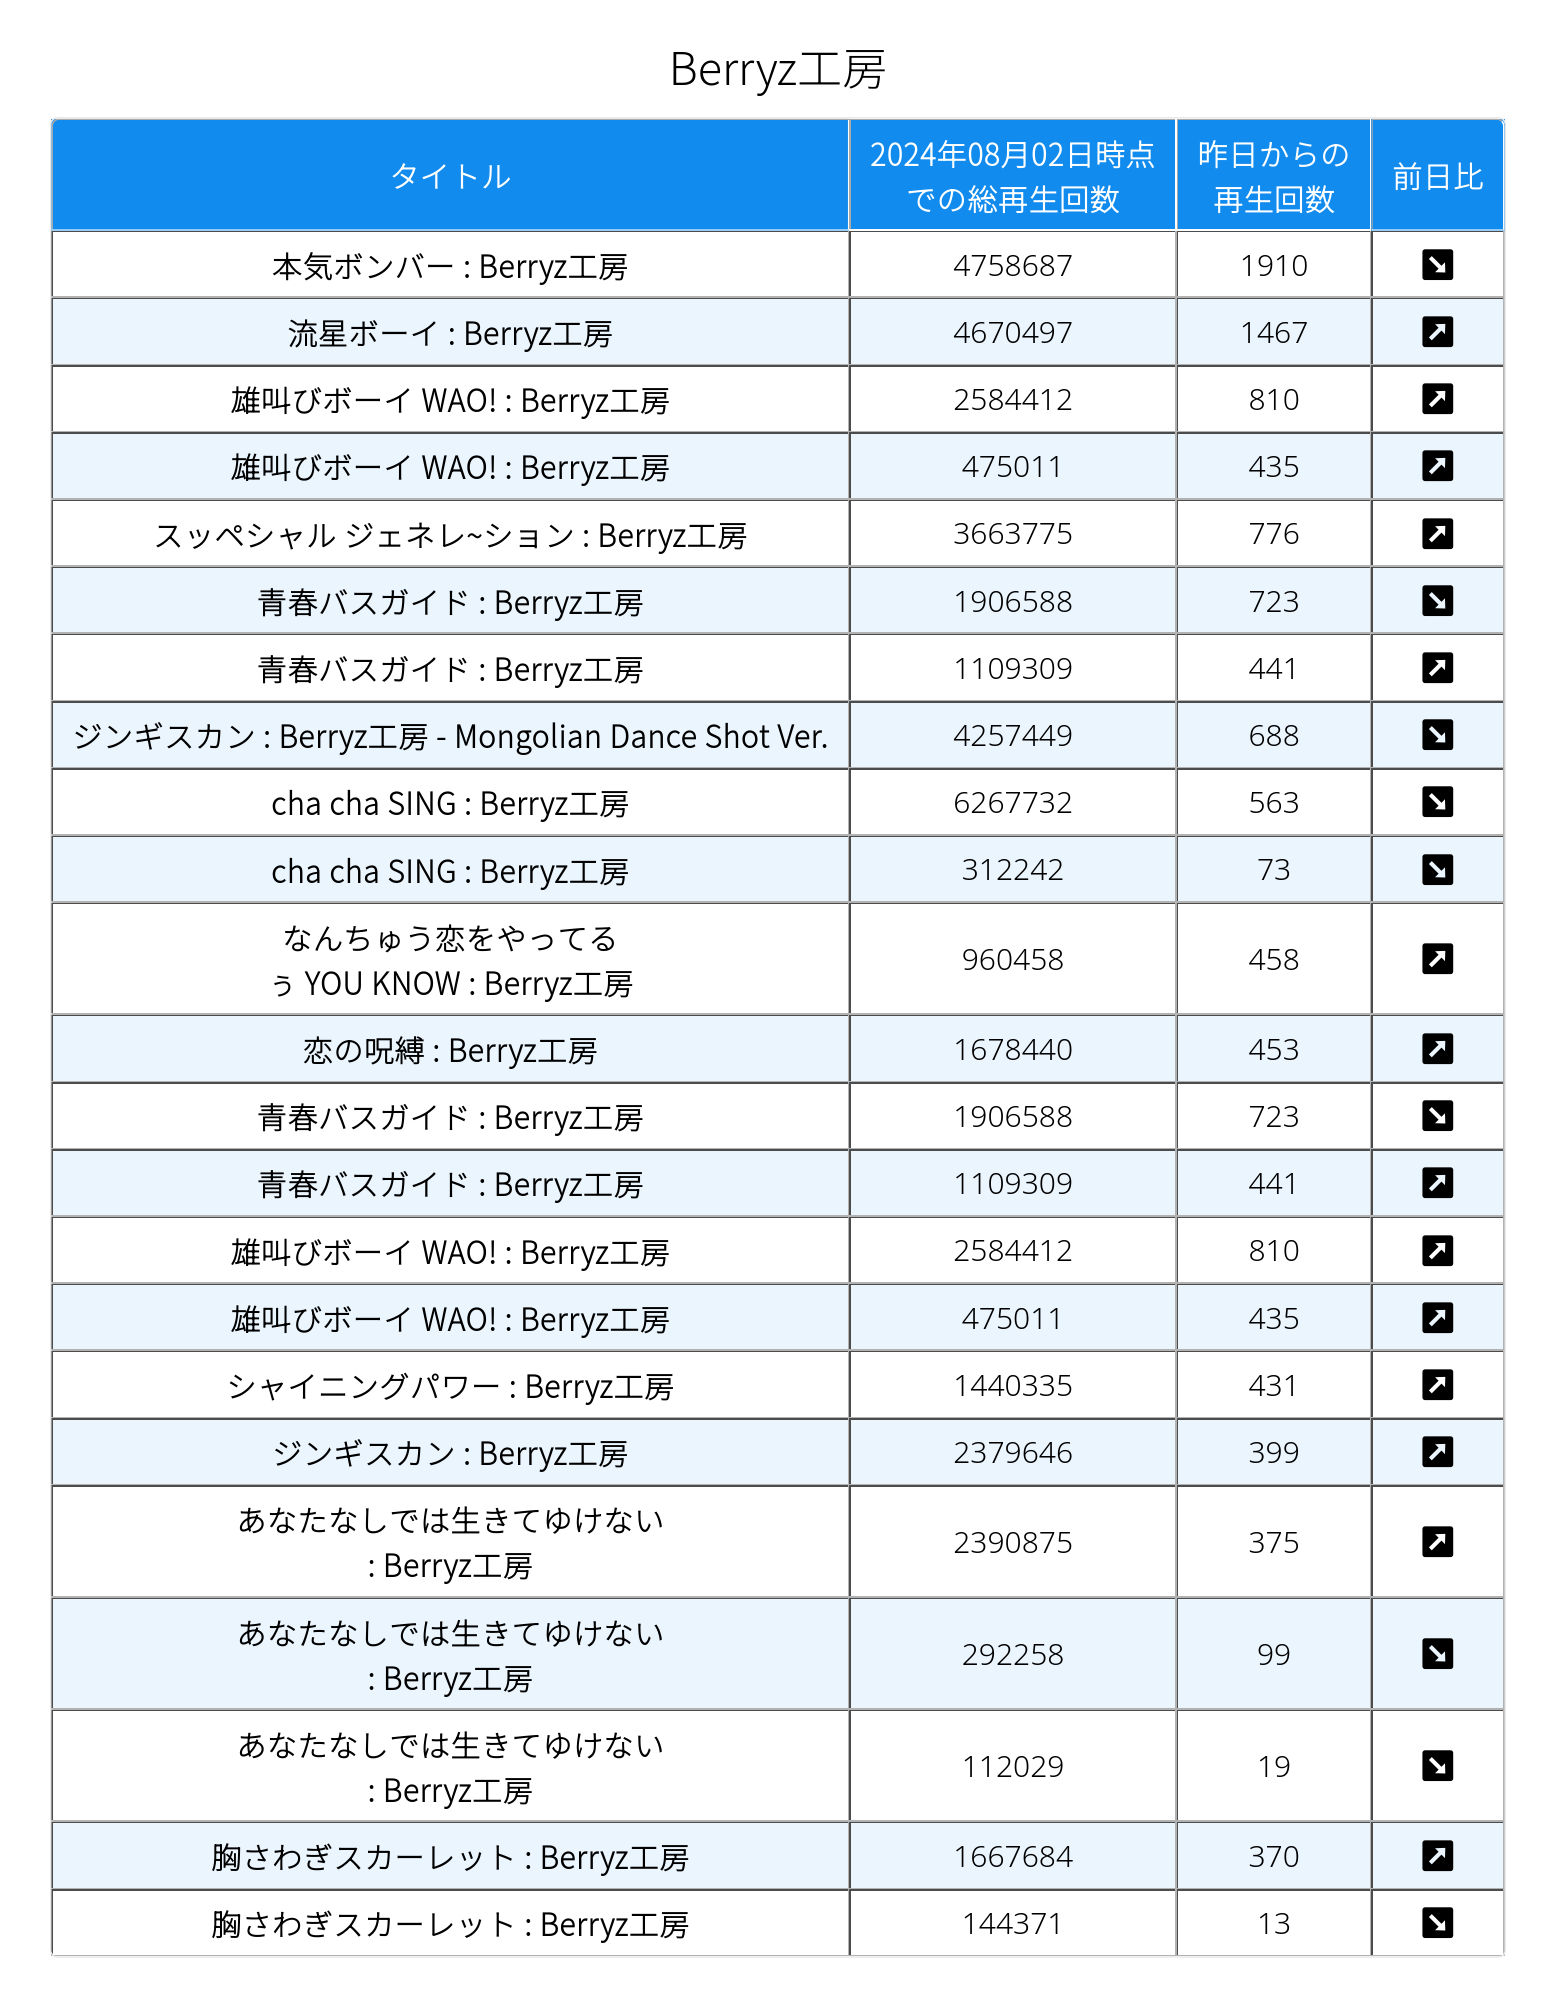 Berryz工房
タイトル 2024年08月02日時点での総再生回数 昨日からの再生回数 前日比
本気ボンバー : Berryz工房 4758687 1910 ↘
流星ボーイ : Berryz工房 4670497 1467 ↗
雄叫びボーイ WAO! : Berryz工房 2584412 810 ↗
雄叫びボーイ WAO! : Berryz工房 475011 435 ↗
スッペシャル ジェネレ~ション : Berryz工房 3663775 776 ↗
青春バスガイド : Berryz工房 1906588 723 ↘
青春バスガイド : Berryz工房 1109309 441 ↗
ジンギスカン : Berryz工房 - Mongolian Dance Shot Ver. 4257449 688 ↘
cha cha SING : Berryz工房 6267732 563 ↘
cha cha SING : Berryz工房 312242 73 ↘
なんちゅう恋をやってる
ぅ YOU KNOW : Berryz工房 960458 458 ↗
恋の呪縛 : Berryz工房 1678440 453 ↗
青春バスガイド : Berryz工房 1906588 723 ↘
青春バスガイド : Berryz工房 1109309 441 ↗
雄叫びボーイ WAO! : Berryz工房 2584412 810 ↗
雄叫びボーイ WAO! : Berryz工房 475011 435 ↗
シャイニングパワー : Berryz工房 1440335 431 ↗
ジンギスカン : Berryz工房 2379646 399 ↗
あなたなしでは生きてゆけない
: Berryz工房 2390875 375 ↗
あなたなしでは生きてゆけない
: Berryz工房 292258 99 ↘
あなたなしでは生きてゆけない
: Berryz工房 112029 19 ↘
胸さわぎスカーレット : Berryz工房 1667684 370 ↗
胸さわぎスカーレット : Berryz工房 144371 13 ↘